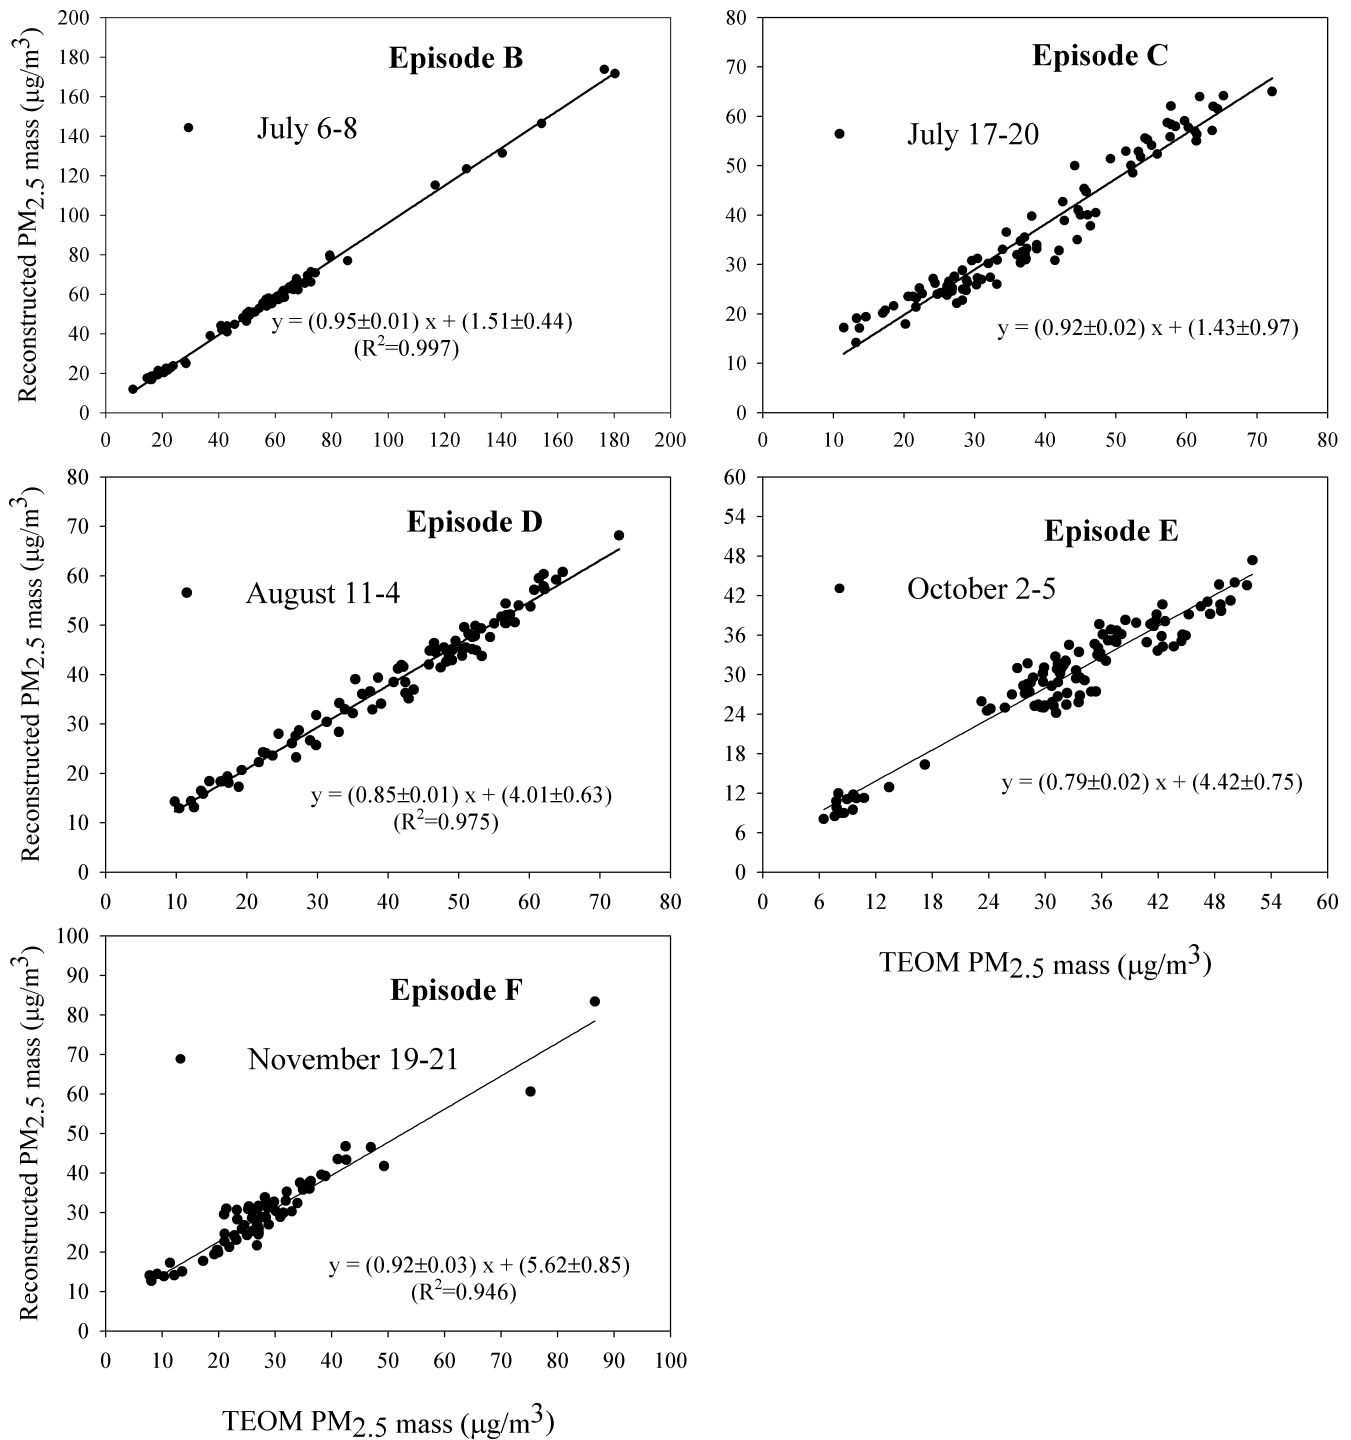 Episode B
July 6-8
y = (0.95±0.01) x + (1.51±0.44)
(R²=0.997)
Reconstructed PM2.5 mass (μg/m³)
200
180
160
140
120
100
80
60
40
20
0
0 20 40 60 80 100 120 140 160 180 200
Episode C
July 17-20
y = (0.92±0.02) x + (1.43±0.97)
80
70
60
50
40
30
20
10
0
0 10 20 30 40 50 60 70 80
Episode D
August 11-4
y = (0.85±0.01) x + (4.01±0.63)
(R²=0.975)
Reconstructed PM2.5 mass (μg/m³)
80
70
60
50
40
30
20
10
0
0 10 20 30 40 50 60 70 80
Episode E
October 2-5
y = (0.79±0.02) x + (4.42±0.75)
60
54
48
42
36
30
24
18
12
6
0
0 6 12 18 24 30 36 42 48 54 60
TEOM PM2.5 mass (μg/m³)
Episode F
November 19-21
y = (0.92±0.03) x + (5.62±0.85)
(R²=0.946)
Reconstructed PM2.5 mass (μg/m³)
100
90
80
70
60
50
40
30
20
10
0
0 10 20 30 40 50 60 70 80 90 100
TEOM PM2.5 mass (μg/m³)